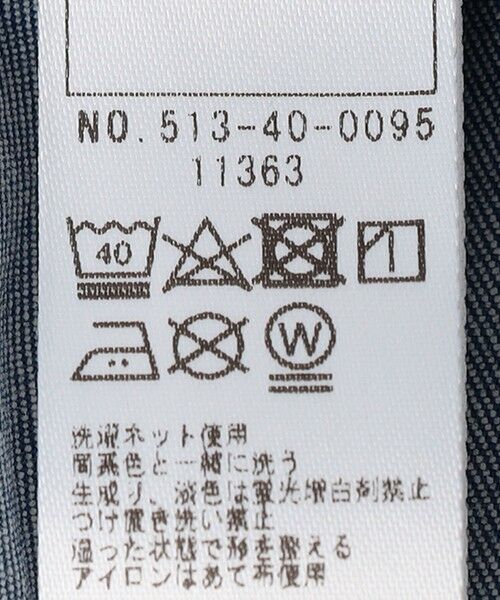 NO. 513-40-0095
11363
40
W
洗濯ネット使用
同系色と一緒に洗う
生成り、淡色は蛍光増白剤禁止
つけ置き洗い禁止
湿った状態で形を整える
アイロンはあて布使用